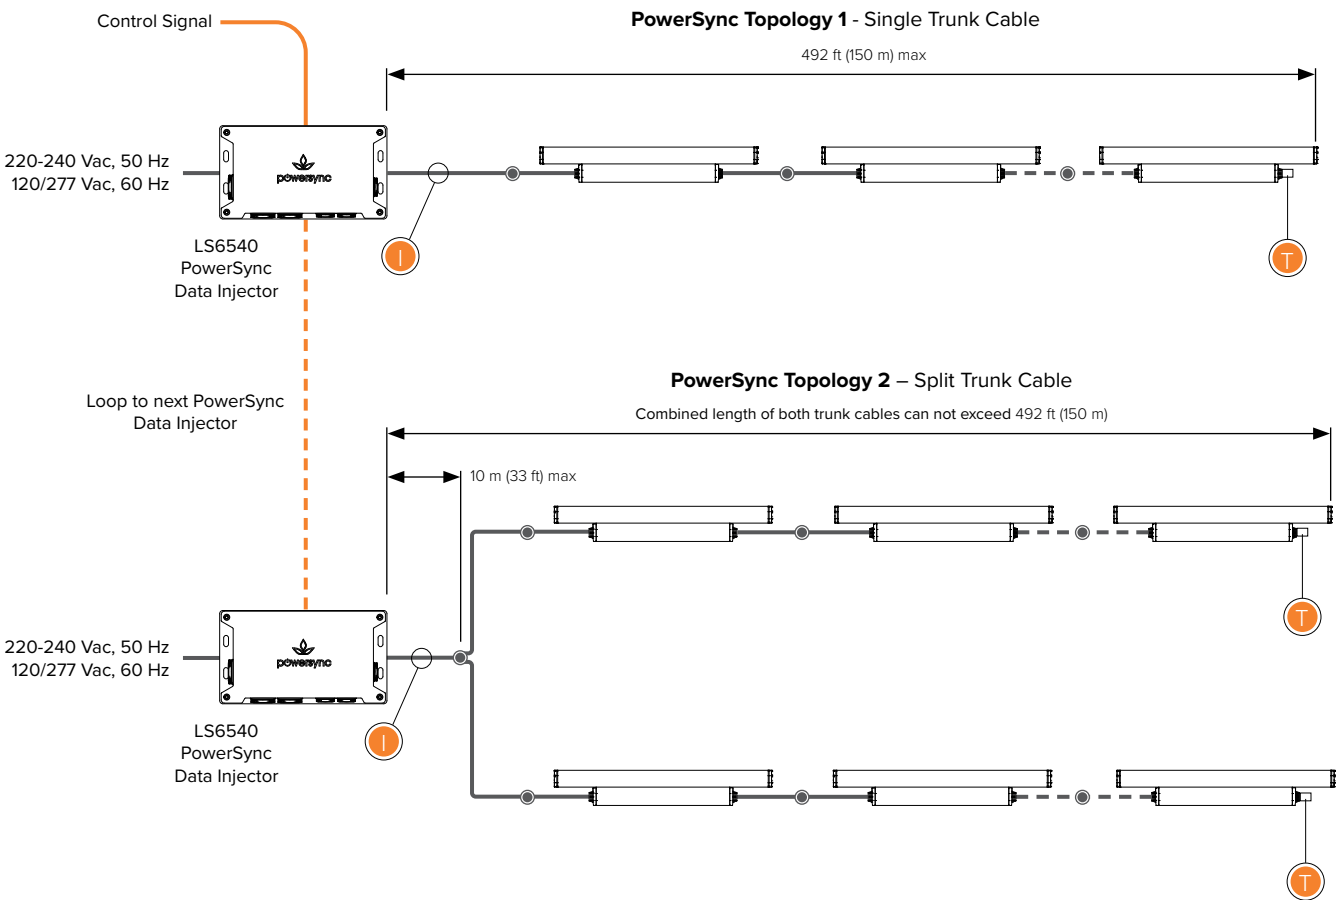 Control Signal
PowerSync Topology 1 - Single Trunk Cable
492 ft (150 m) max
220-240 Vac, 50 Hz
120/277 Vac, 60 Hz
powersync
LS6540
PowerSync
Data Injector
I
T
Loop to next PowerSync
Data Injector
PowerSync Topology 2 – Split Trunk Cable
Combined length of both trunk cables can not exceed 492 ft (150 m)
10 m (33 ft) max
T
220-240 Vac, 50 Hz
120/277 Vac, 60 Hz
powersync
LS6540
PowerSync
Data Injector
I
T